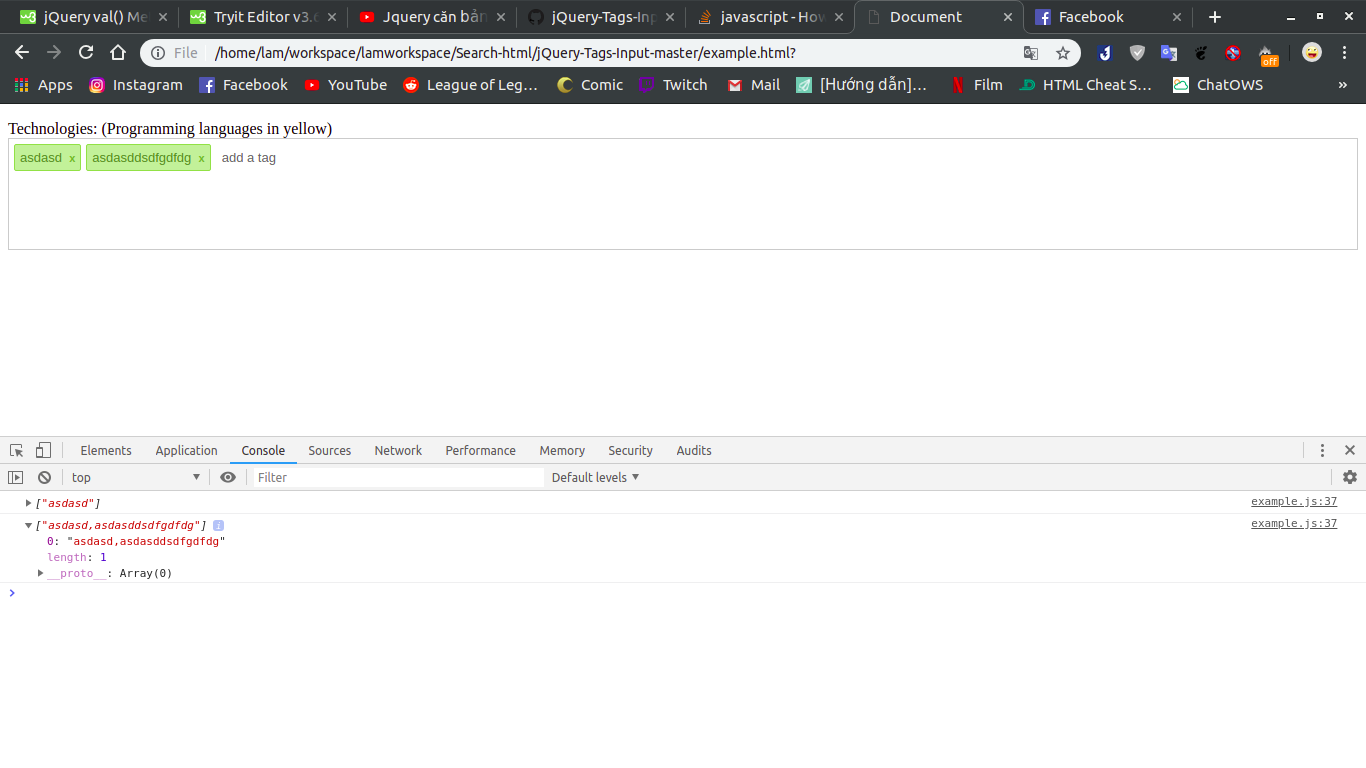 jQuery val() Me
Tryit Editor v3.6
Jquery căn bản
jQuery-Tags-Inp
javascript - How
Document
Facebook
File
/home/lam/workspace/lamworkspace/Search-html/jQuery-Tags-Input-master/example.html?
off
Apps
Instagram
Facebook
YouTube
League of Leg…
Comic
Twitch
Mail
[Hướng dẫn]…
Film
HTML Cheat S…
ChatOWS
»
Technologies: (Programming languages in yellow)
asdasd x asdasddsdfgdfdg x add a tag
Elements Application Console Sources Network Performance Memory Security Audits
top Filter Default levels
["asdasd"] example.js:37
["asdasd,asdasddsdfgdfdg"] i example.js:37
0: "asdasd,asdasddsdfgdfdg"
length: 1
__proto__: Array(0)